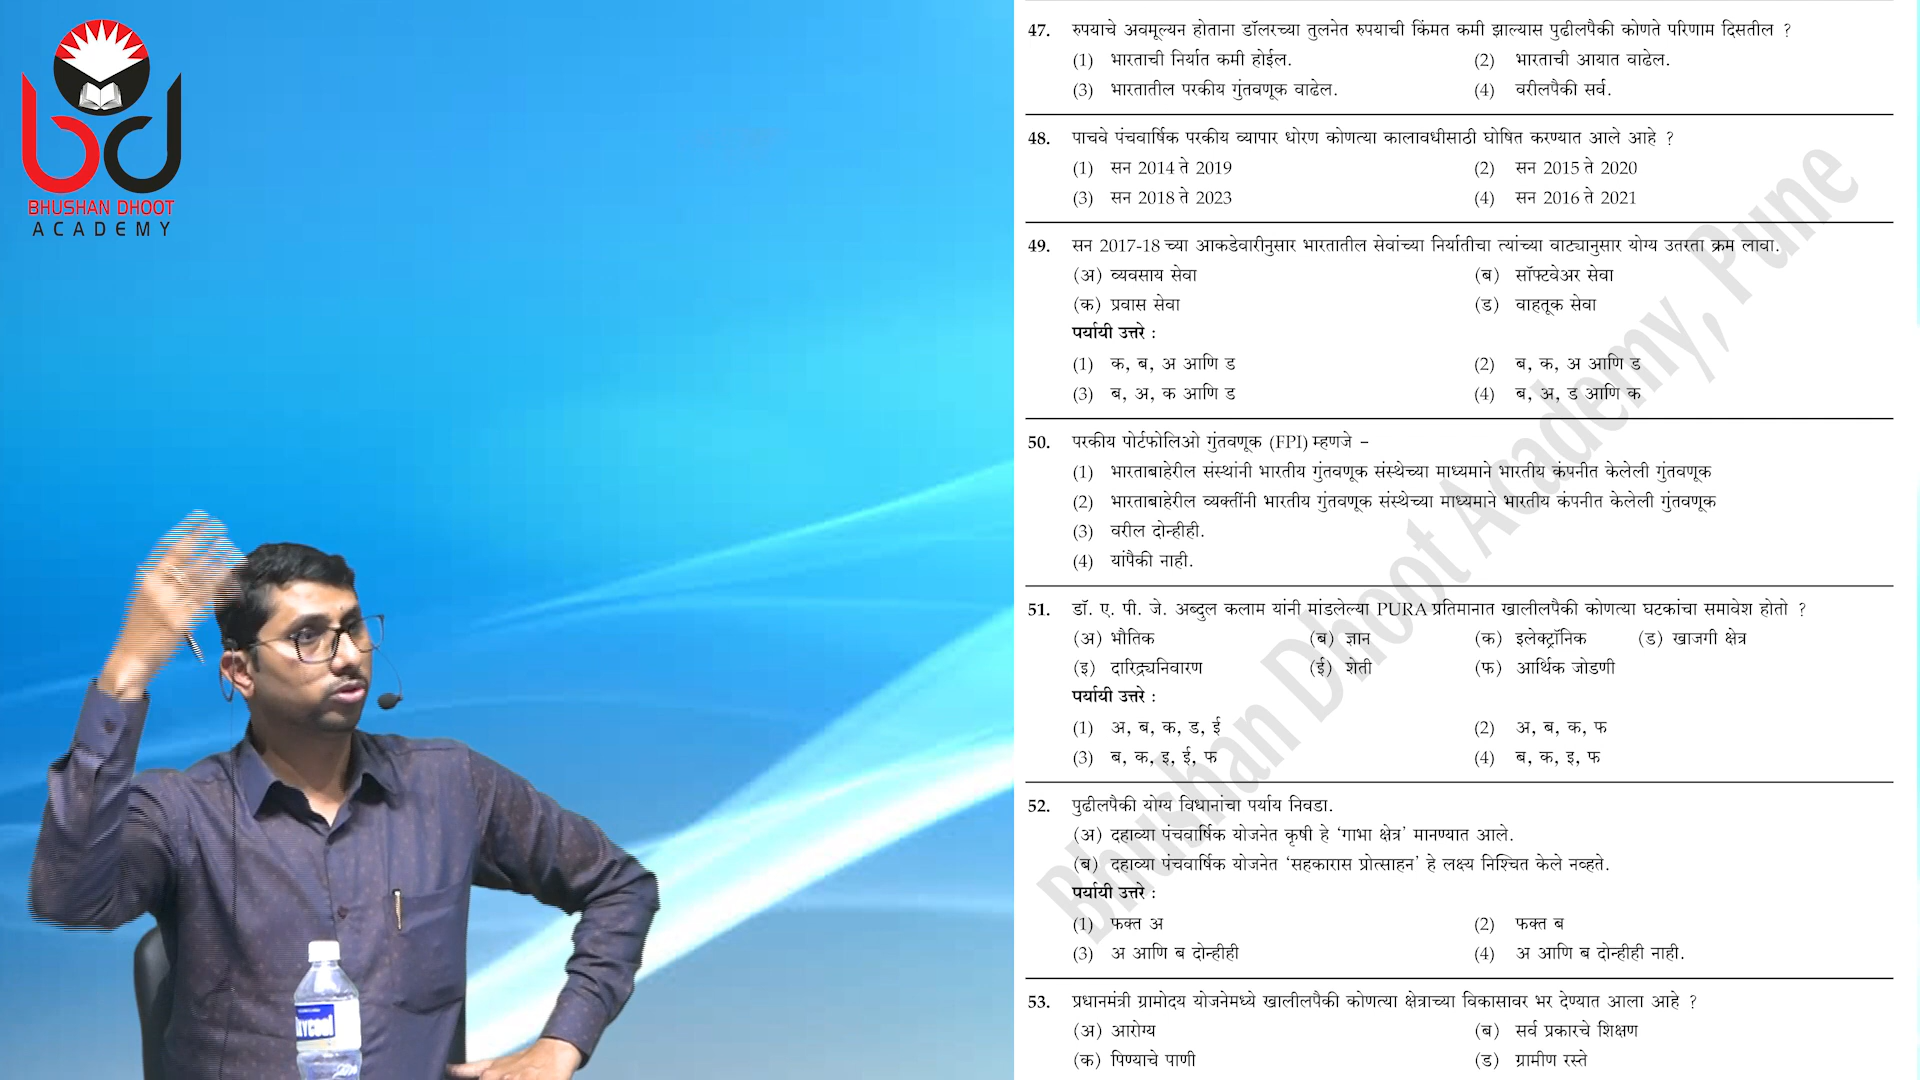 BHUSHAN DHOOT
ACADEMY
47. रुपयाचे अवमूल्यन होताना डॉलरच्या तुलनेत रुपयाची किंमत कमी झाल्यास पुढीलपैकी कोणते परिणाम दिसतील ?
(1) भारताची निर्यात कमी होईल. (2) भारताची आयात वाढेल.
(3) भारतातील परकीय गुंतवणूक वाढेल. (4) वरीलपैकी सर्व.
48. पाचवे पंचवार्षिक परकीय व्यापार धोरण कोणत्या कालावधीसाठी घोषित करण्यात आले आहे ?
(1) सन 2014 ते 2019 (2) सन 2015 ते 2020
(3) सन 2018 ते 2023 (4) सन 2016 ते 2021
49. सन 2017-18 च्या आकडेवारीनुसार भारतातील सेवांच्या निर्यातीचा त्यांच्या वाट्यानुसार योग्य उतरता क्रम लावा.
(अ) व्यवसाय सेवा (ब) सॉफ्टवेअर सेवा
(क) प्रवास सेवा (ड) वाहतूक सेवा
पर्यायी उत्तरे :
(1) क, ब, अ आणि ड (2) ब, क, अ आणि ड
(3) ब, अ, क आणि ड (4) ब, अ, ड आणि क
50. परकीय पोर्टफोलिओ गुंतवणूक (FPI) म्हणजे –
(1) भारताबाहेरील संस्थांनी भारतीय गुंतवणूक संस्थेच्या माध्यमाने भारतीय कंपनीत केलेली गुंतवणूक
(2) भारताबाहेरील व्यक्तींनी भारतीय गुंतवणूक संस्थेच्या माध्यमाने भारतीय कंपनीत केलेली गुंतवणूक
(3) वरील दोन्हीही.
(4) यांपैकी नाही.
51. डॉ. ए. पी. जे. अब्दुल कलाम यांनी मांडलेल्या PURA प्रतिमानात खालीलपैकी कोणत्या घटकांचा समावेश होतो ?
(अ) भौतिक (ब) ज्ञान (क) इलेक्ट्रॉनिक (ड) खाजगी क्षेत्र
(इ) दारिद्र्यनिवारण (ई) शेती (फ) आर्थिक जोडणी
पर्यायी उत्तरे :
(1) अ, ब, क, ड, ई (2) अ, ब, क, फ
(3) ब, क, इ, ई, फ (4) ब, क, इ, फ
52. पुढीलपैकी योग्य विधानांचा पर्याय निवडा.
(अ) दहाव्या पंचवार्षिक योजनेत कृषी हे ‘गाभा क्षेत्र’ मानण्यात आले.
(ब) दहाव्या पंचवार्षिक योजनेत ‘सहकारास प्रोत्साहन’ हे लक्ष्य निश्चित केले नव्हते.
पर्यायी उत्तरे :
(1) फक्त अ (2) फक्त ब
(3) अ आणि ब दोन्हीही (4) अ आणि ब दोन्हीही नाही.
53. प्रधानमंत्री ग्रामोदय योजनेमध्ये खालीलपैकी कोणत्या क्षेत्राच्या विकासावर भर देण्यात आला आहे ?
(अ) आरोग्य (ब) सर्व प्रकारचे शिक्षण
(क) पिण्याचे पाणी (ड) ग्रामीण रस्ते
Bhushan Dhoot Academy, Pune